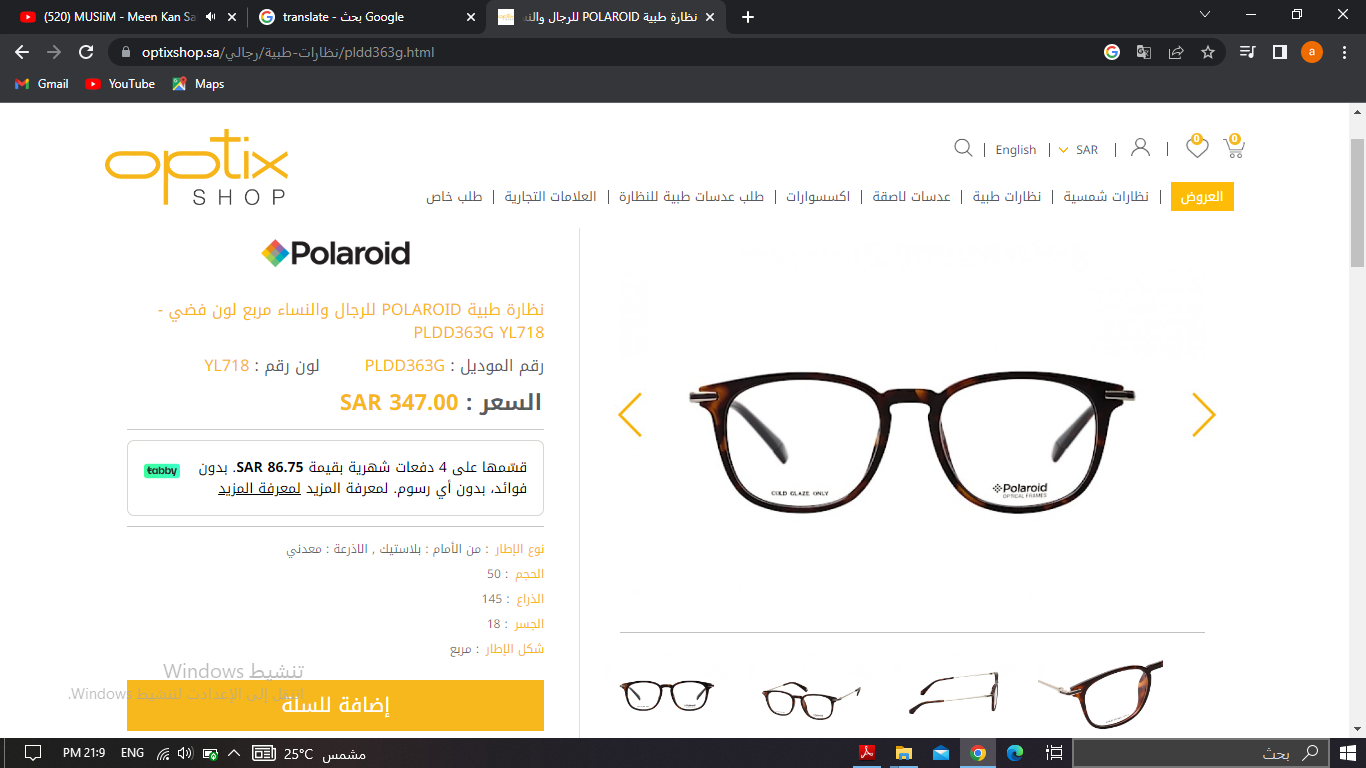 (520) MUSliM - Meen Kan Sa
translate - بحث Google
نظارة طبية POLAROID للرجال والنس
optixshop.sa/نظارات-طبية/رجالي/pldd363g.html
a
Gmail
YouTube
Maps
optix
SHOP
English
SAR
0
0
العروض
نظارات شمسية
نظارات طبية
عدسات لاصقة
اكسسوارات
طلب عدسات طبية للنظارة
العلامات التجارية
طلب خاص
Polaroid
نظارة طبية POLAROID للرجال والنساء مربع لون فضي -
PLDD363G YL718
رقم الموديل : PLDD363G
لون رقم : YL718
السعر : SAR 347.00
قسّمها على 4 دفعات شهرية بقيمة SAR 86.75. بدون
فوائد، بدون أي رسوم. لمعرفة المزيد لمعرفة المزيد
tabby
نوع الإطار : من الأمام : بلاستيك , الاذرعة : معدني
الحجم : 50
الذراع : 145
الجسر : 18
شكل الإطار : مربع
إضافة للسلة
COLD GLAZE ONLY
Polaroid
OPTICAL FRAMES
تنشيط Windows
انتقل إلى الإعدادات لتنشيط Windows.
PM 21:9
ENG
25°C
مشمس
بحث